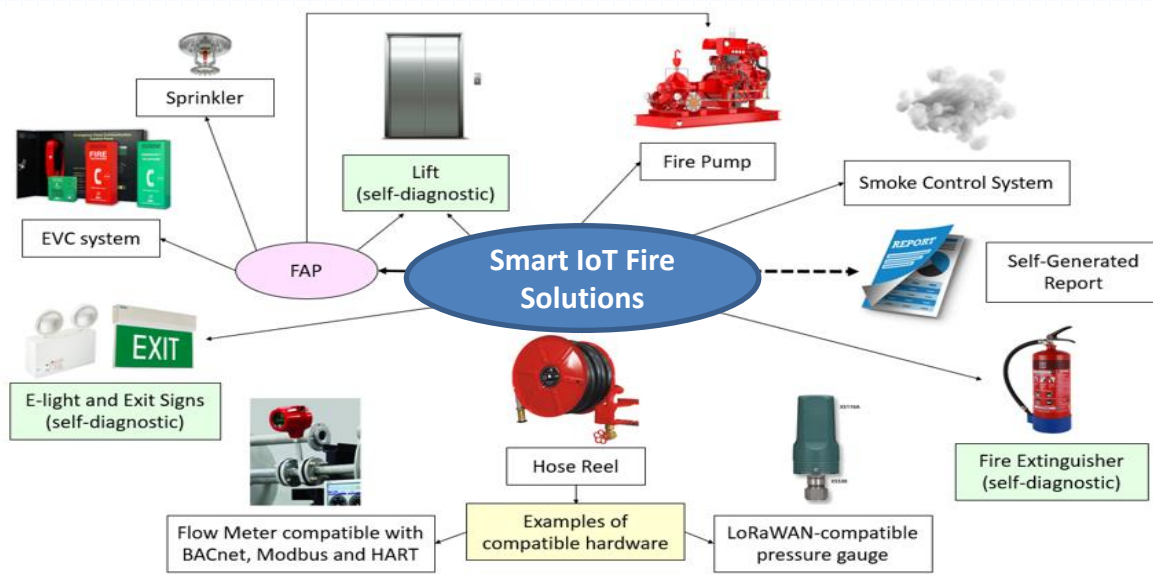 Sprinkler
Lift
(self-diagnostic)
Fire Pump
Smoke Control System
FIRE
EVC system
FAP
Smart IoT Fire
Solutions
REPORT
Self-Generated
Report
EXIT
E-light and Exit Signs
(self-diagnostic)
Hose Reel
Fire Extinguisher
(self-diagnostic)
Flow Meter compatible with
BACnet, Modbus and HART
Examples of
compatible hardware
LoRaWAN-compatible
pressure gauge